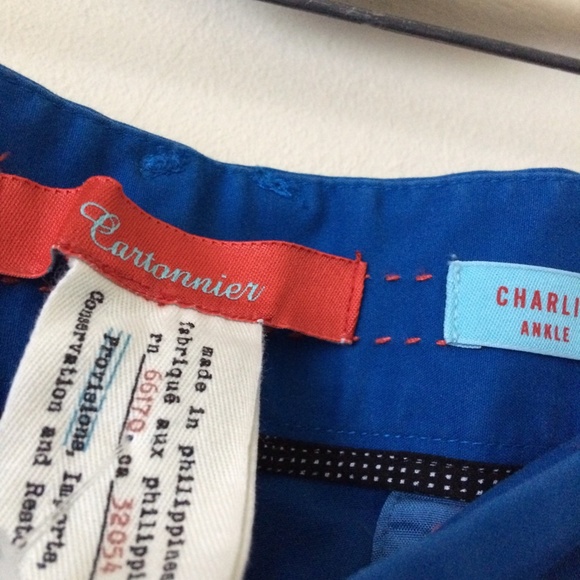 Cartonnier
CHARLI
ANKLE
made in philippines
fabriqué aux philippi
rn 66170 ca 32054
Provisions, Imports,
Conservation and Resto